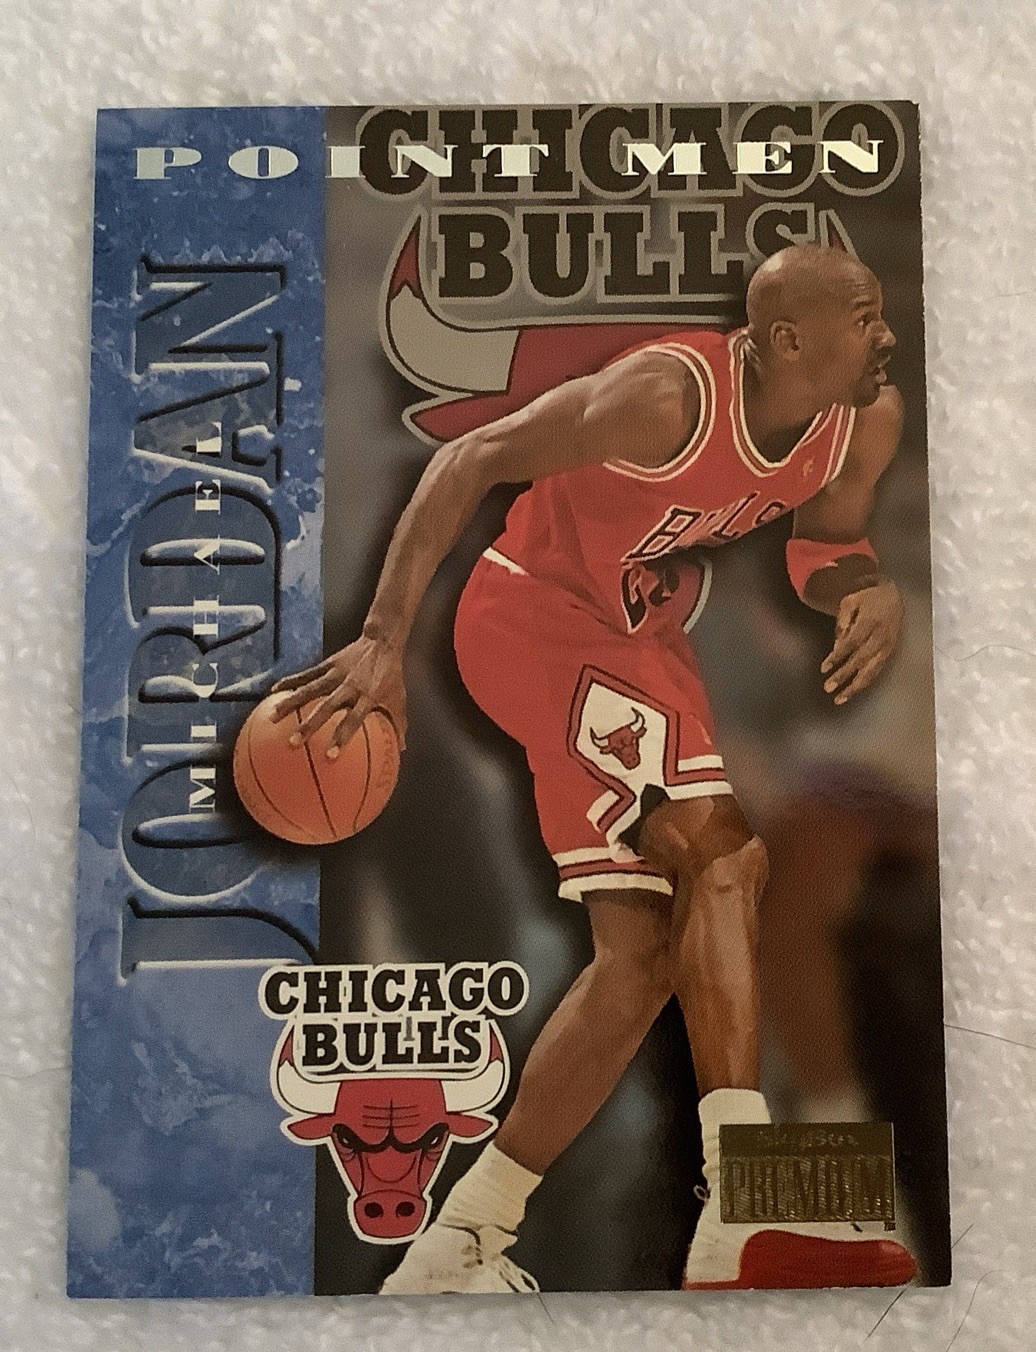 CHICAGO
POINT MEN
BULLS
JORDAN
MICHAEL
BULLS
CHICAGO
BULLS
PREMIUM